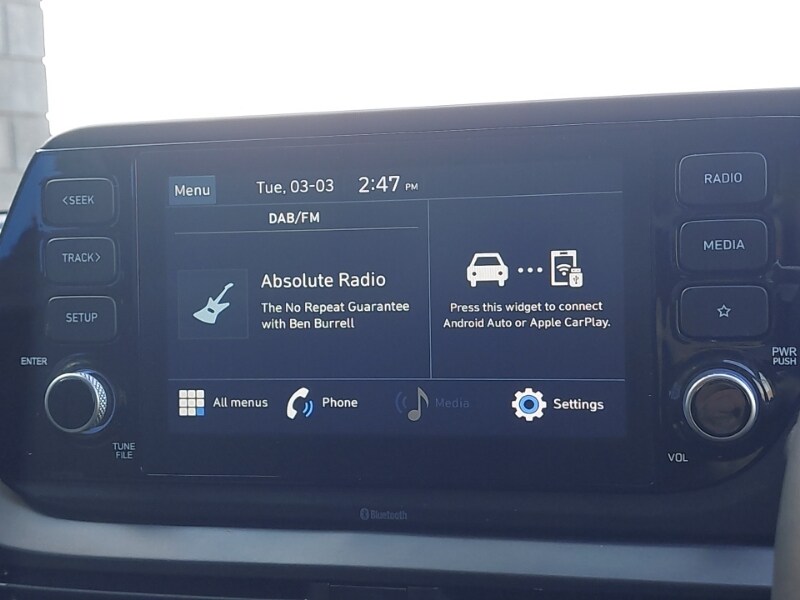 <SEEK
TRACK>
SETUP
ENTER
TUNE
FILE
Menu
Tue, 03-03
2:47 PM
DAB/FM
Absolute Radio
The No Repeat Guarantee
with Ben Burrell
Press this widget to connect
Android Auto or Apple CarPlay.
All menus
Phone
Media
Settings
RADIO
MEDIA
PWR
PUSH
VOL
Bluetooth